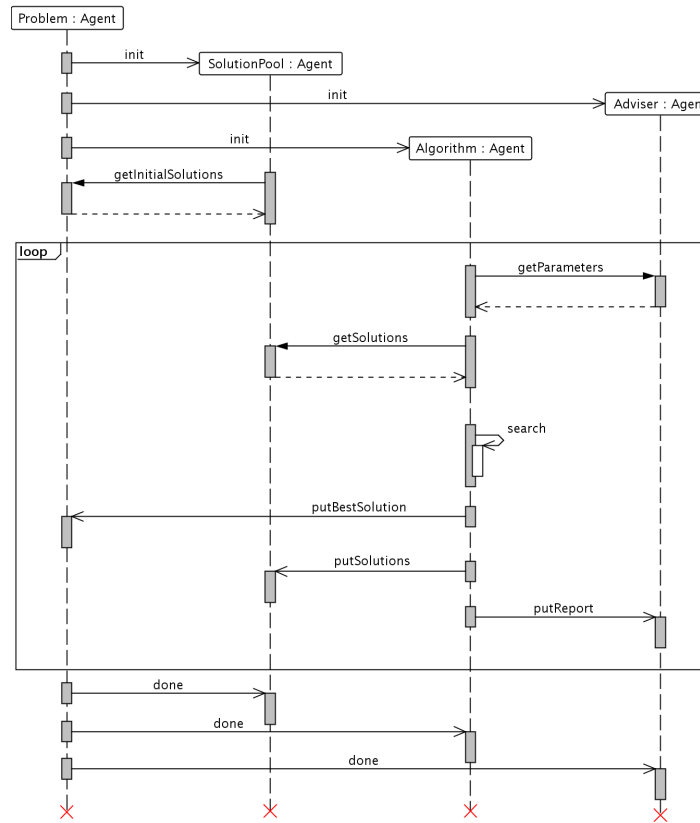 Problem : Agent
init
SolutionPool : Agent
init
Adviser : Agen
init
Algorithm : Agent
getInitialSolutions
loop
getParameters
getSolutions
search
putBestSolution
putSolutions
putReport
done
done
done